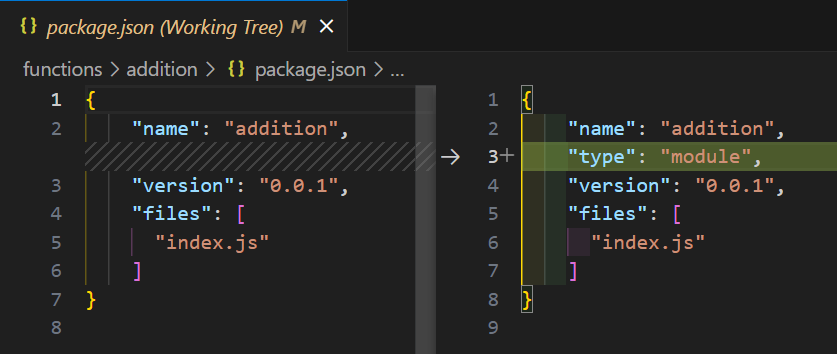 {} package.json (Working Tree) M ×
functions > addition > {} package.json > ...
1 {
2 "name": "addition",
3 "version": "0.0.1",
4 "files": [
5 "index.js"
6 ]
7 }
8
1 {
2 "name": "addition",
3+ "type": "module",
4 "version": "0.0.1",
5 "files": [
6 "index.js"
7 ]
8 }
9